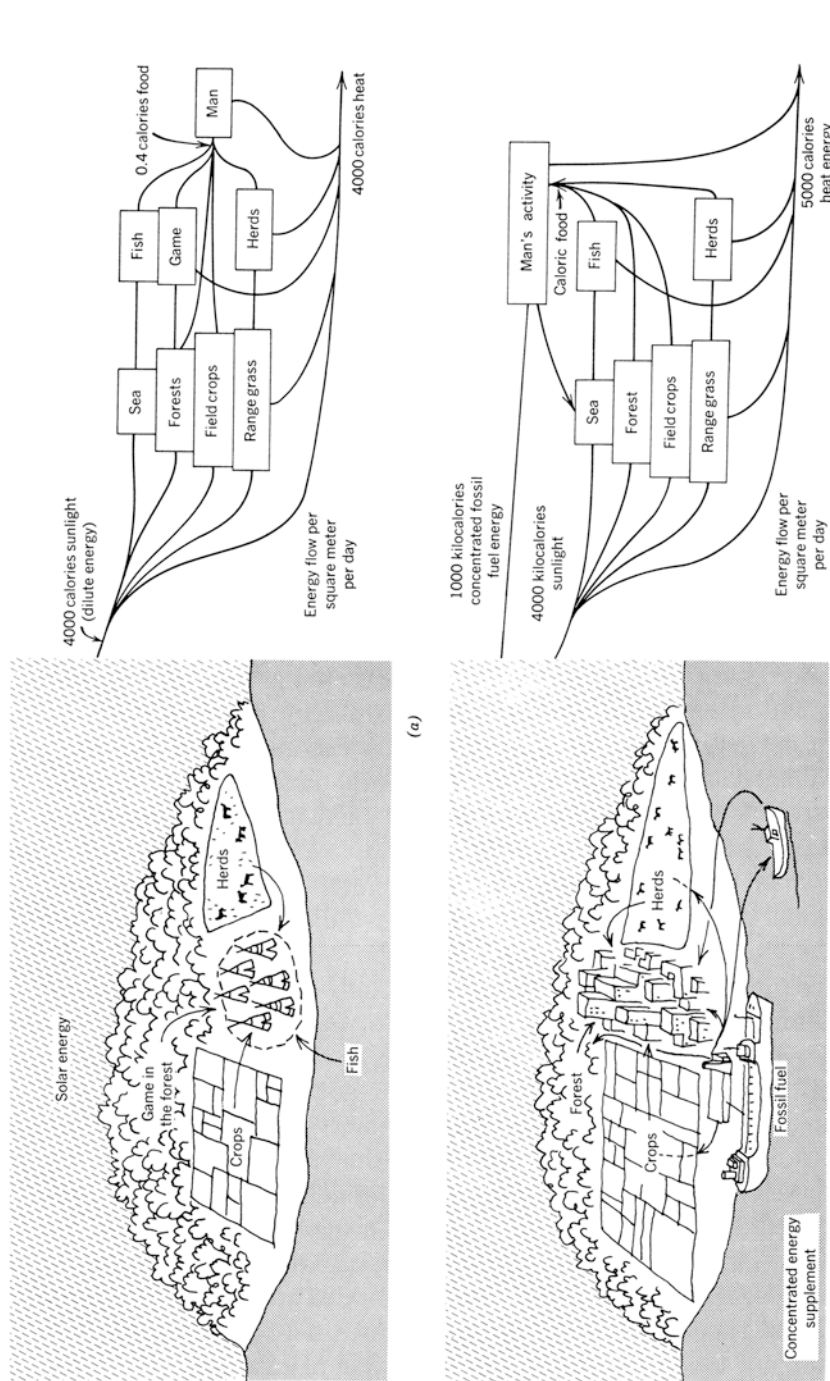 Solar energy
Game in
the forest
Crops
Herds
Fish
(a)
4000 calories sunlight
(dilute energy)
Sea
Forests
Field crops
Range grass
Fish
Game
Herds
0.4 calories food
Man
Energy flow per
square meter
per day
4000 calories heat
Forest
Crops
Herds
Fossil fuel
Concentrated energy
supplement
1000 kilocalories
concentrated fossil
fuel energy
4000 kilocalories
sunlight
Man's activity
Caloric food
Sea
Forest
Field crops
Range grass
Fish
Herds
Energy flow per
square meter
per day
5000 calories
heat energy